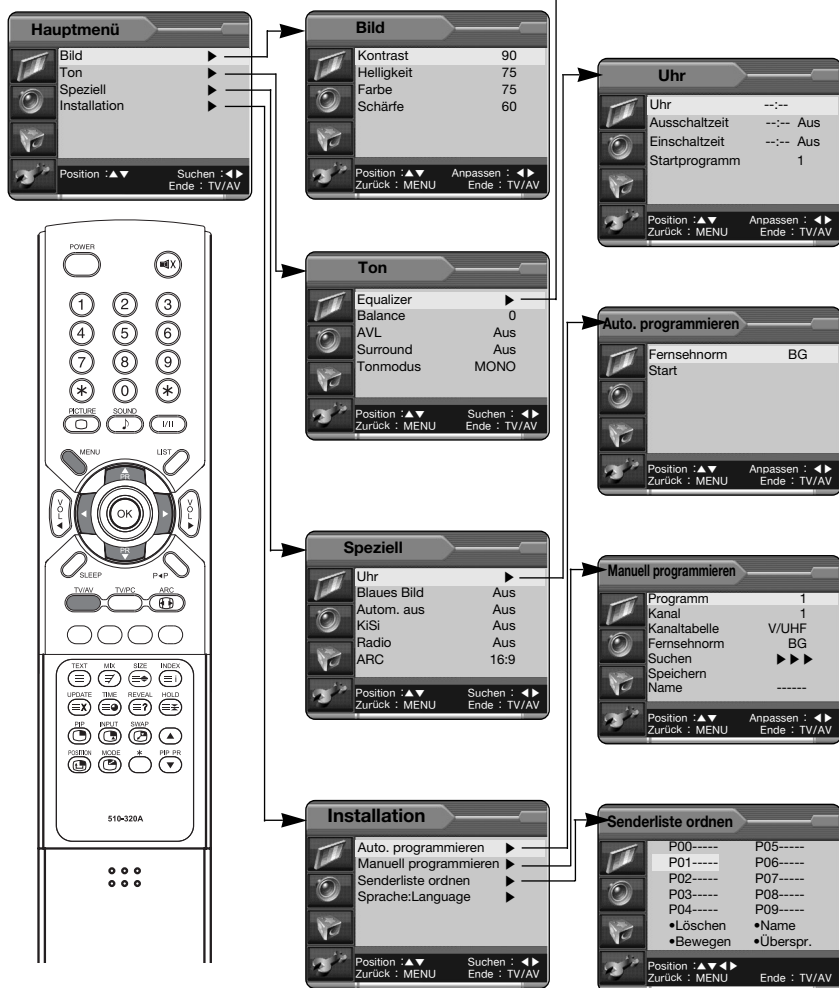 Hauptmenü
Bild ▶
Ton ▶
Speziell ▶
Installation ▶
Position :▲▼ Suchen :◀▶
Ende : TV/AV
Bild
Kontrast 90
Helligkeit 75
Farbe 75
Schärfe 60
Position :▲▼ Anpassen : ◀▶
Zurück : MENU Ende : TV/AV
Uhr
Uhr --:--
Ausschaltzeit --:-- Aus
Einschaltzeit --:-- Aus
Startprogramm 1
Position :▲▼ Anpassen : ◀▶
Zurück : MENU Ende : TV/AV
Ton
Equalizer ▶
Balance 0
AVL Aus
Surround Aus
Tonmodus MONO
Position :▲▼ Suchen : ◀▶
Zurück : MENU Ende : TV/AV
Auto. programmieren
Fernsehnorm BG
Start
Position :▲▼ Anpassen : ◀▶
Zurück : MENU Ende : TV/AV
Speziell
Uhr ▶
Blaues Bild Aus
Autom. aus Aus
KiSi Aus
Radio Aus
ARC 16:9
Position :▲▼ Suchen : ◀▶
Zurück : MENU Ende : TV/AV
Manuell programmieren
Programm 1
Kanal 1
Kanaltabelle V/UHF
Fernsehnorm BG
Suchen ▶▶▶
Speichern
Name ------
Position :▲▼ Anpassen : ◀▶
Zurück : MENU Ende : TV/AV
Installation
Auto. programmieren ▶
Manuell programmieren ▶
Senderliste ordnen ▶
Sprache:Language ▶
Position :▲▼ Suchen : ◀▶
Zurück : MENU Ende : TV/AV
Senderliste ordnen
P00----- P05-----
P01----- P06-----
P02----- P07-----
P03----- P08-----
P04----- P09-----
•Löschen •Name
•Bewegen •Überspr.
Position :▲▼◀▶
Zurück : MENU Ende : TV/AV
POWER
X
1 2 3
4 5 6
7 8 9
* 0 *
PICTURE SOUND
I/II
MENU LIST
PR
VOL OK VOL
PR
SLEEP P◀P
TV/AV TV/PC ARC
TEXT MIX SIZE INDEX
UPDATE TIME REVEAL HOLD
PIP INPUT SWAP
POSITION MODE * PIP PR
510-320A